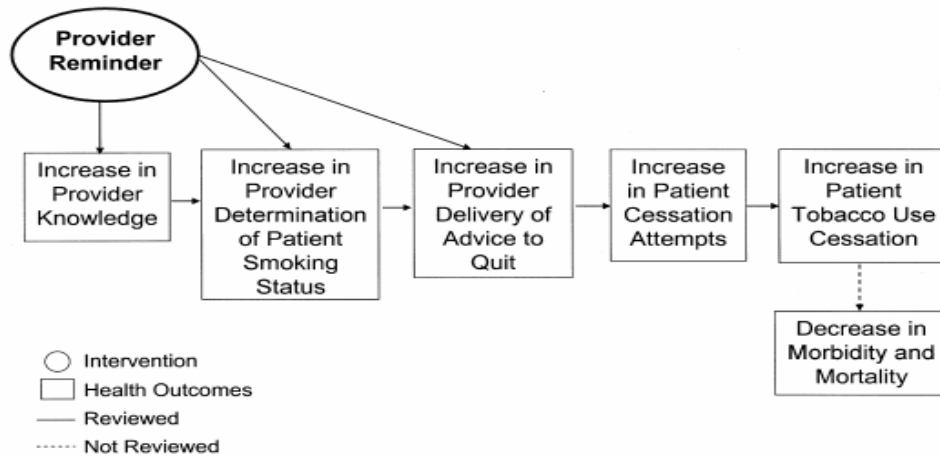 Provider
Reminder
Increase in
Provider
Knowledge
Increase in
Provider
Determination
of Patient
Smoking
Status
Increase in
Provider
Delivery of
Advice to
Quit
Increase
in Patient
Cessation
Attempts
Increase in
Patient
Tobacco Use
Cessation
Decrease in
Morbidity and
Mortality
Intervention
Health Outcomes
Reviewed
Not Reviewed